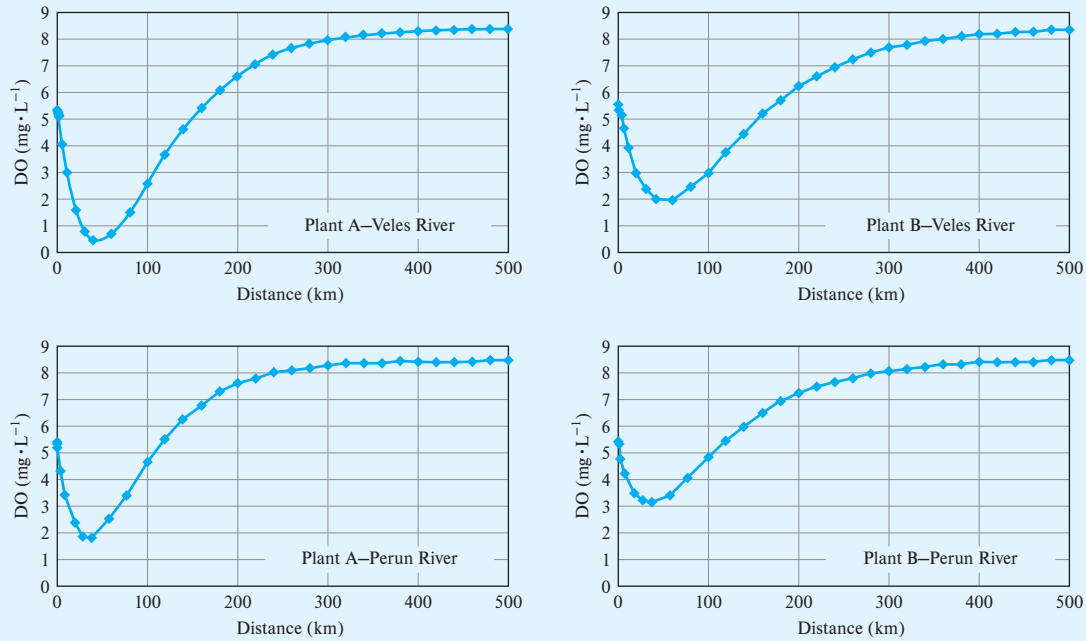 9
8
7
6
5
4
3
2
1
0
DO (mg·L⁻¹)
Plant A–Veles River
0 100 200 300 400 500
Distance (km)
9
8
7
6
5
4
3
2
1
0
DO (mg·L⁻¹)
Plant B–Veles River
0 100 200 300 400 500
Distance (km)
9
8
7
6
5
4
3
2
1
0
DO (mg·L⁻¹)
Plant A–Perun River
0 100 200 300 400 500
Distance (km)
9
8
7
6
5
4
3
2
1
0
DO (mg·L⁻¹)
Plant B–Perun River
0 100 200 300 400 500
Distance (km)